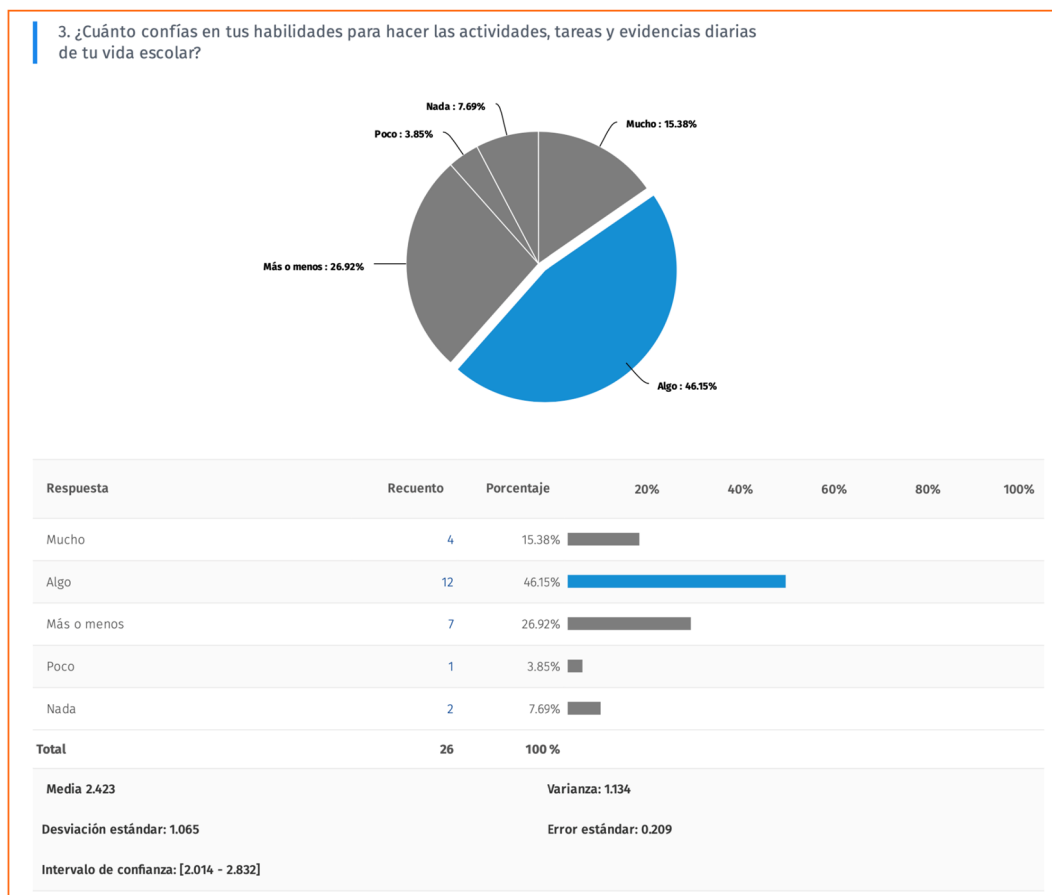 3. ¿Cuánto confías en tus habilidades para hacer las actividades, tareas y evidencias diarias
de tu vida escolar?
Nada : 7.69%
Poco : 3.85%
Mucho : 15.38%
Más o menos : 26.92%
Algo : 46.15%
Respuesta Recuento Porcentaje 20% 40% 60% 80% 100%
Mucho 4 15.38%
Algo 12 46.15%
Más o menos 7 26.92%
Poco 1 3.85%
Nada 2 7.69%
Total 26 100 %
Media 2.423 Varianza: 1.134
Desviación estándar: 1.065 Error estándar: 0.209
Intervalo de confianza: [2.014 - 2.832]